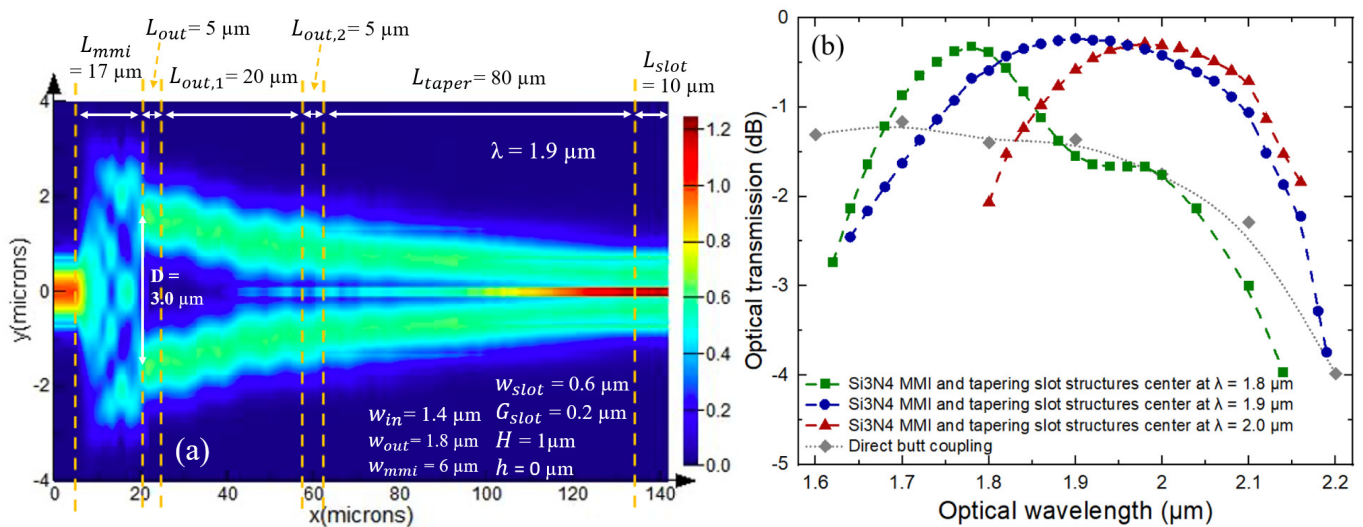 L_out = 5 μm
L_out,2 = 5 μm
L_mmi
= 17 μm
L_out,1 = 20 μm
L_taper = 80 μm
L_slot
= 10 μm
λ = 1.9 μm
D =
3.0 μm
w_slot = 0.6 μm
w_in = 1.4 μm
G_slot = 0.2 μm
w_out = 1.8 μm
H = 1μm
w_mmi = 6 μm
h = 0 μm
(a)
y(microns)
4
2
0
-2
-4
0
20
40
60
80
100
120
140
x(microns)
1.2
1.0
0.8
0.6
0.4
0.2
0.0
(b)
Optical transmission (dB)
0
-1
-2
-3
-4
-5
Si3N4 MMI and tapering slot structures center at λ = 1.8 μm
Si3N4 MMI and tapering slot structures center at λ = 1.9 μm
Si3N4 MMI and tapering slot structures center at λ = 2.0 μm
Direct butt coupling
1.6
1.7
1.8
1.9
2.0
2.1
2.2
Optical wavelength (μm)